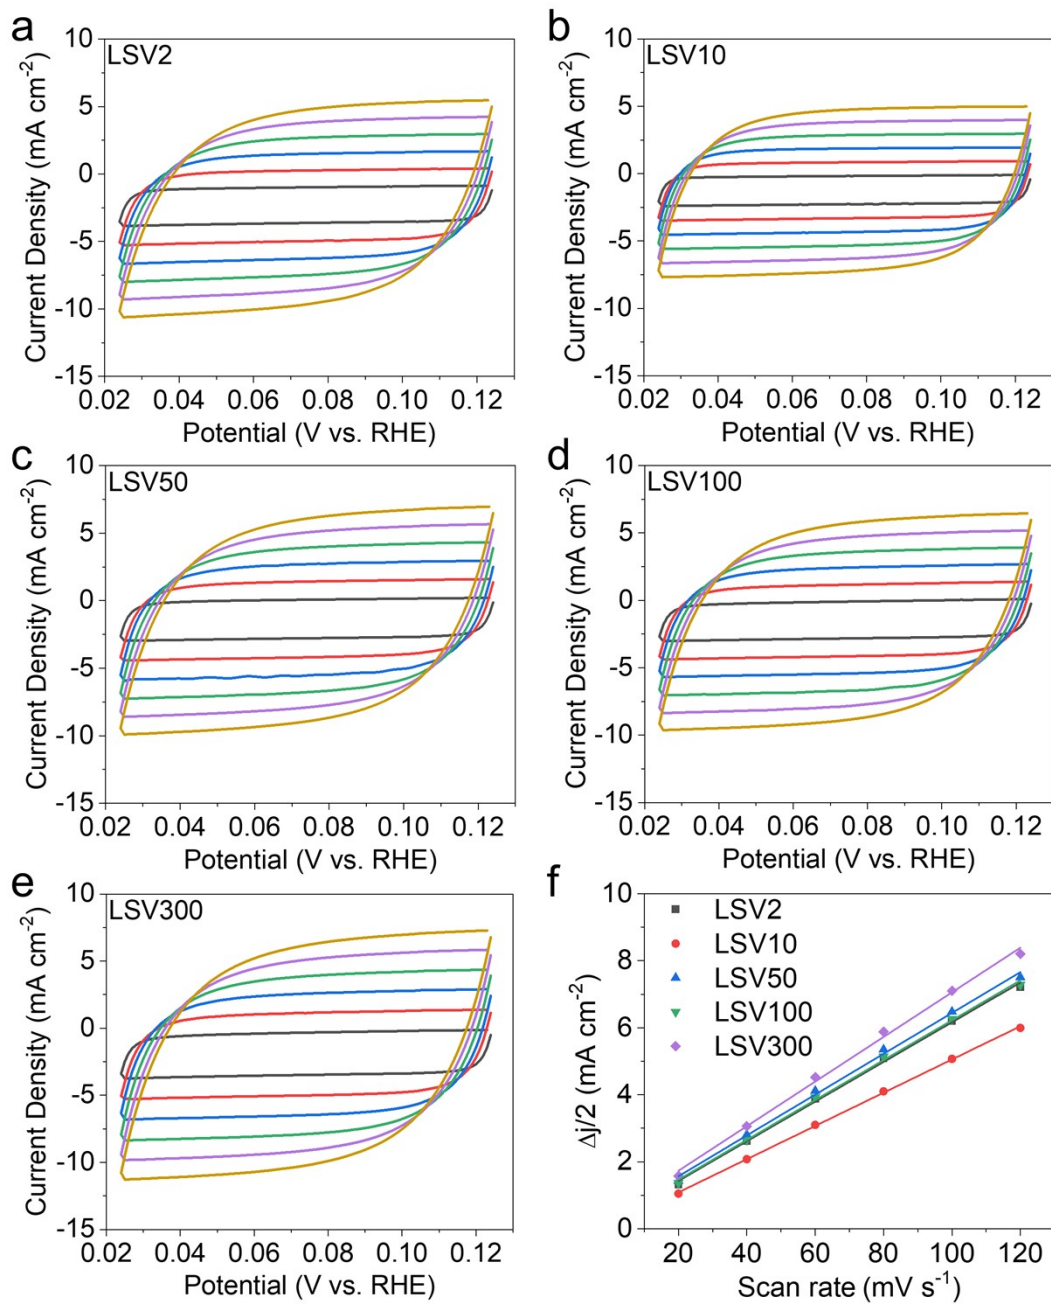 a
LSV2
10
5
0
-5
-10
-15
Current Density (mA cm-2)
0.02 0.04 0.06 0.08 0.10 0.12
Potential (V vs. RHE)
b
LSV10
10
5
0
-5
-10
-15
Current Density (mA cm-2)
0.02 0.04 0.06 0.08 0.10 0.12
Potential (V vs. RHE)
c
LSV50
10
5
0
-5
-10
-15
Current Density (mA cm-2)
0.02 0.04 0.06 0.08 0.10 0.12
Potential (V vs. RHE)
d
LSV100
10
5
0
-5
-10
-15
Current Density (mA cm-2)
0.02 0.04 0.06 0.08 0.10 0.12
Potential (V vs. RHE)
e
LSV300
10
5
0
-5
-10
-15
Current Density (mA cm-2)
0.02 0.04 0.06 0.08 0.10 0.12
Potential (V vs. RHE)
f
LSV2
LSV10
LSV50
LSV100
LSV300
10
8
6
4
2
0
Δj/2 (mA cm-2)
20 40 60 80 100 120
Scan rate (mV s-1)